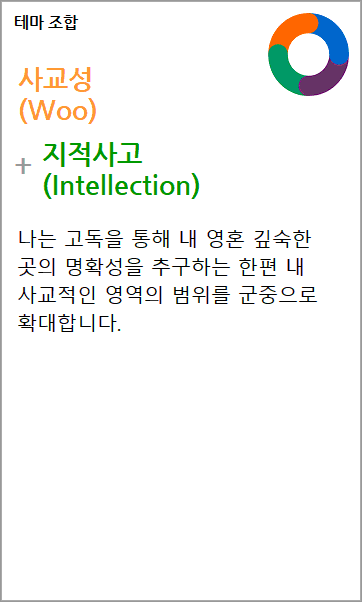 테마 조합
사교성
(Woo)
+ 지적사고
(Intellection)
나는 고독을 통해 내 영혼 깊숙한
곳의 명확성을 추구하는 한편 내
사교적인 영역의 범위를 군중으로
확대합니다.